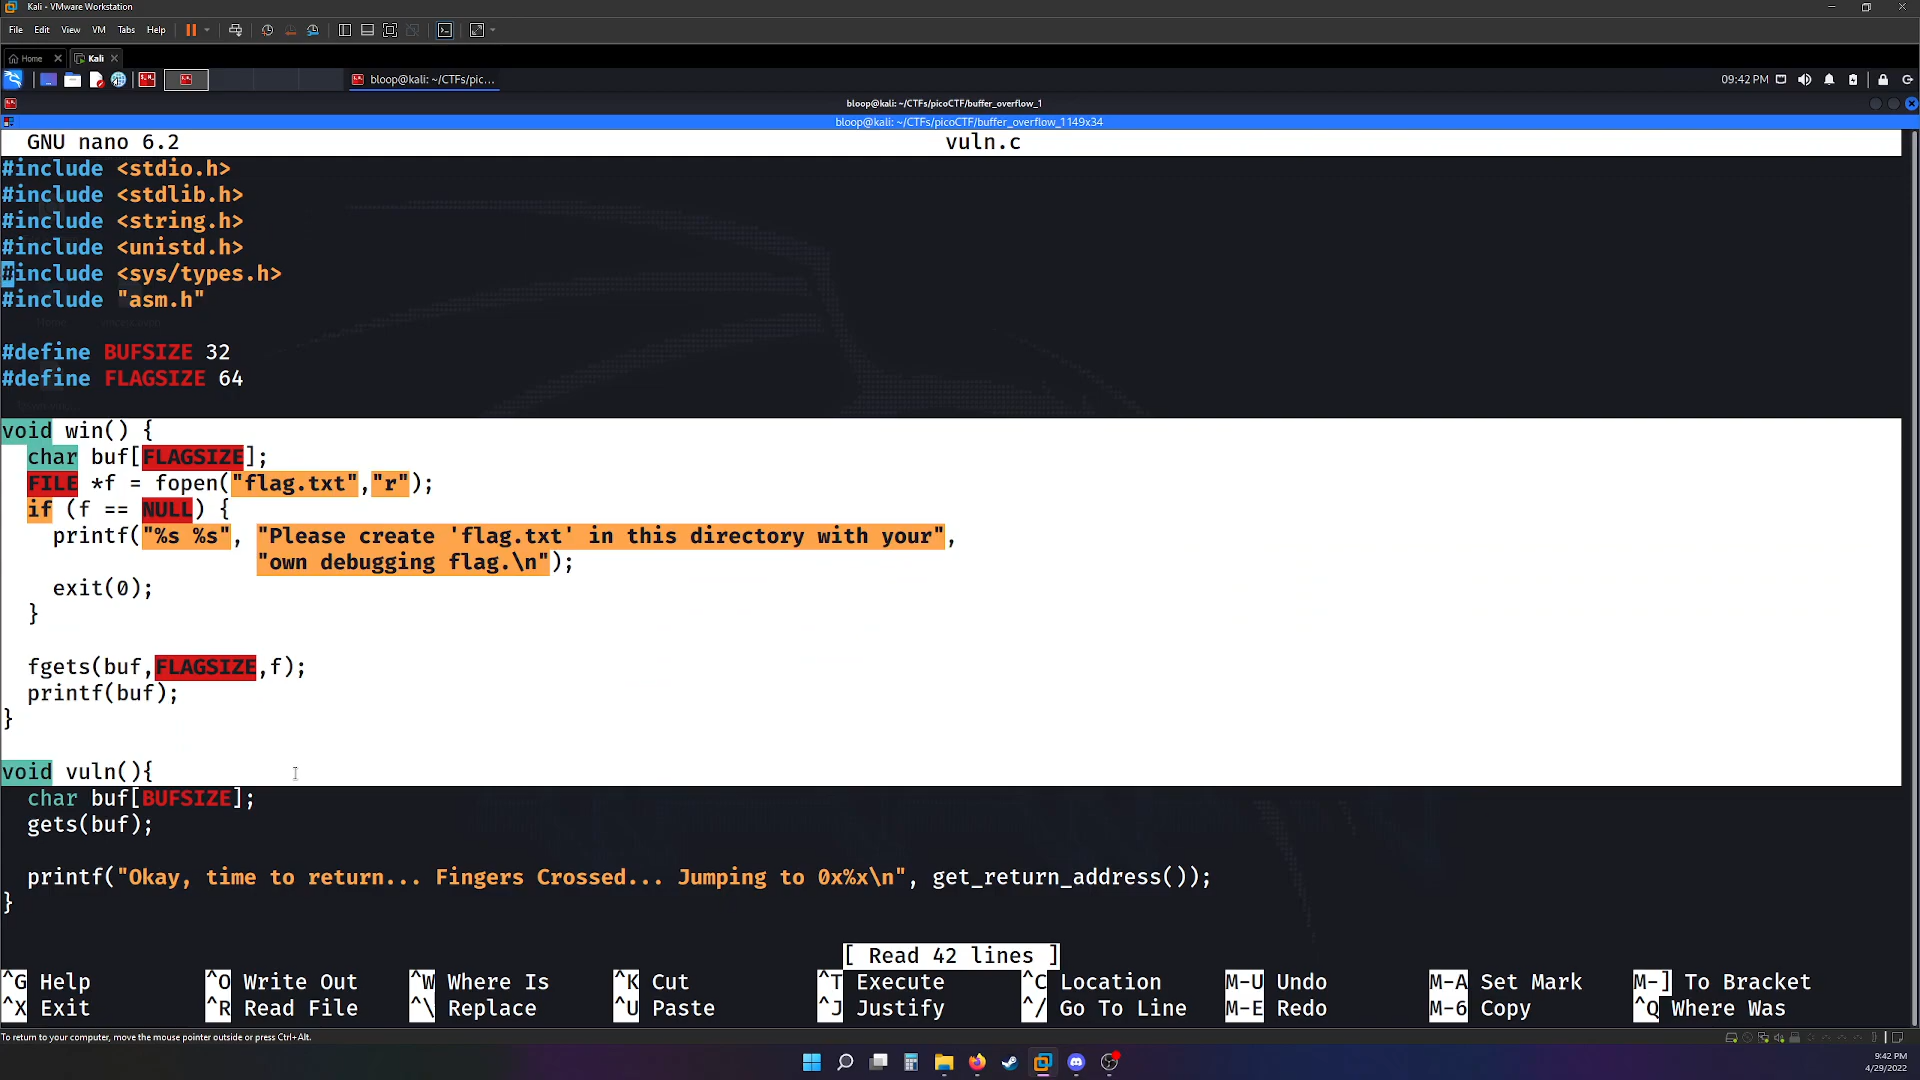 Kali - VMware Workstation
File Edit View VM Tabs Help
Home Kali
bloop@kali: ~/CTFs/pic... 09:42 PM
bloop@kali: ~/CTFs/picoCTF/buffer_overflow_1
bloop@kali: ~/CTFs/picoCTF/buffer_overflow_1149x34
GNU nano 6.2 vuln.c
#include <stdio.h>
#include <stdlib.h>
#include <string.h>
#include <unistd.h>
#include <sys/types.h>
#include "asm.h"
#define BUFSIZE 32
#define FLAGSIZE 64
void win() {
char buf[FLAGSIZE];
FILE *f = fopen("flag.txt","r");
if (f == NULL) {
printf("%s %s", "Please create 'flag.txt' in this directory with your",
"own debugging flag.\n");
exit(0);
}
fgets(buf,FLAGSIZE,f);
printf(buf);
}
void vuln(){
char buf[BUFSIZE];
gets(buf);
printf("Okay, time to return... Fingers Crossed... Jumping to 0x%x\n", get_return_address());
}
[ Read 42 lines ]
^G Help ^O Write Out ^W Where Is ^K Cut ^T Execute ^C Location M-U Undo M-A Set Mark M-] To Bracket
^X Exit ^R Read File ^\ Replace ^U Paste ^J Justify ^/ Go To Line M-E Redo M-6 Copy ^Q Where Was
To return to your computer, move the mouse pointer outside or press Ctrl+Alt.
9:42 PM
4/29/2022